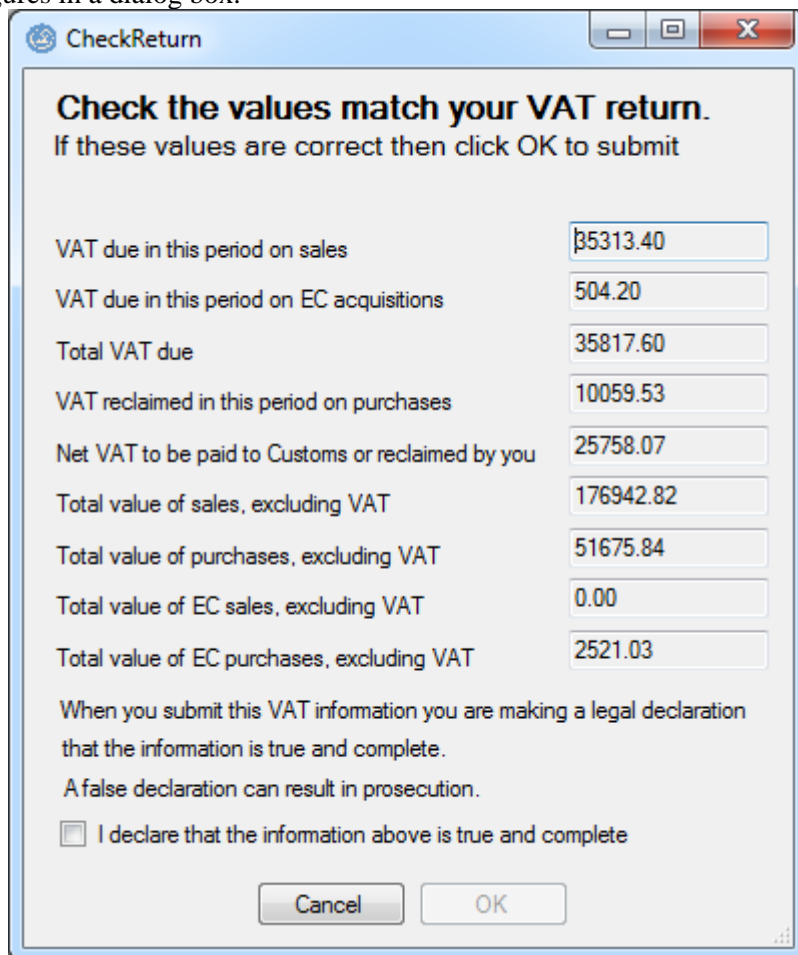 figures in a dialog box.
CheckReturn
Check the values match your VAT return.
If these values are correct then click OK to submit
VAT due in this period on sales 35313.40
VAT due in this period on EC acquisitions 504.20
Total VAT due 35817.60
VAT reclaimed in this period on purchases 10059.53
Net VAT to be paid to Customs or reclaimed by you 25758.07
Total value of sales, excluding VAT 176942.82
Total value of purchases, excluding VAT 51675.84
Total value of EC sales, excluding VAT 0.00
Total value of EC purchases, excluding VAT 2521.03
When you submit this VAT information you are making a legal declaration
that the information is true and complete.
A false declaration can result in prosecution.
I declare that the information above is true and complete
Cancel OK